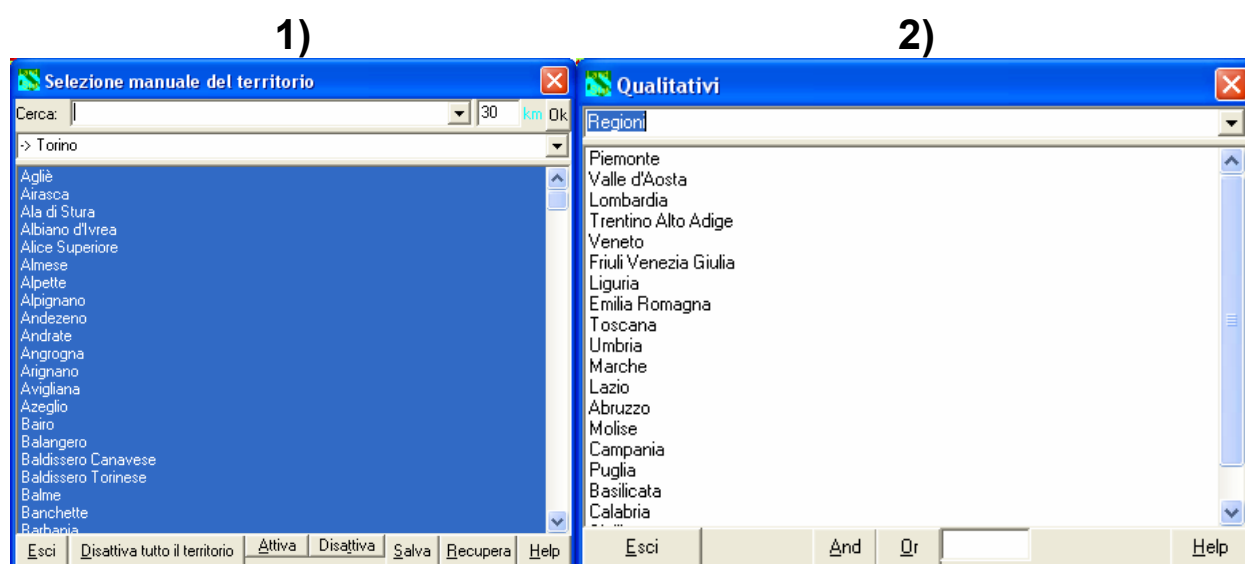 1)
2)
Selezione manuale del territorio
Cerca:
30
km
Ok
-> Torino
Agliè
Airasca
Ala di Stura
Albiano d'Ivrea
Alice Superiore
Almese
Alpette
Alpignano
Andezeno
Andrate
Angrogna
Arignano
Avigliana
Azeglio
Bairo
Balangero
Baldissero Canavese
Baldissero Torinese
Balme
Banchette
Barbania
Esci
Disattiva tutto il territorio
Attiva
Disattiva
Salva
Recupera
Help
Qualitativi
Regioni
Piemonte
Valle d'Aosta
Lombardia
Trentino Alto Adige
Veneto
Friuli Venezia Giulia
Liguria
Emilia Romagna
Toscana
Umbria
Marche
Lazio
Abruzzo
Molise
Campania
Puglia
Basilicata
Calabria
Esci
And
Or
Help